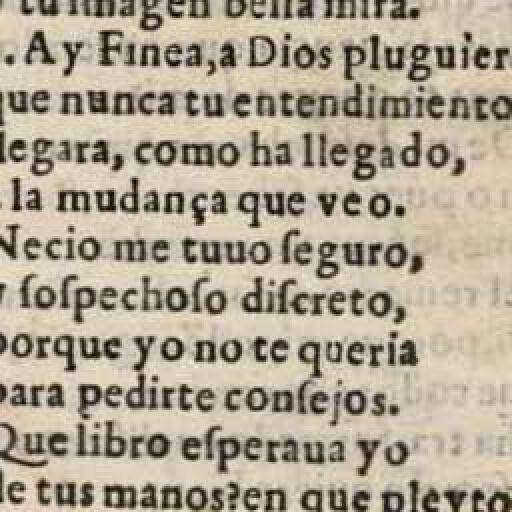 tu imagen bella mira.
. Ay Finea, a Dios pluguier
que nunca tu entendimiento
llegara, como ha llegado,
a la mudança que veo.
Necio me tuuo ſeguro,
y ſoſpechoſo diſcreto,
porque yo no te queria
para pedirte conſejos.
Que libro eſperaua yo
de tus manos? en que pleyto